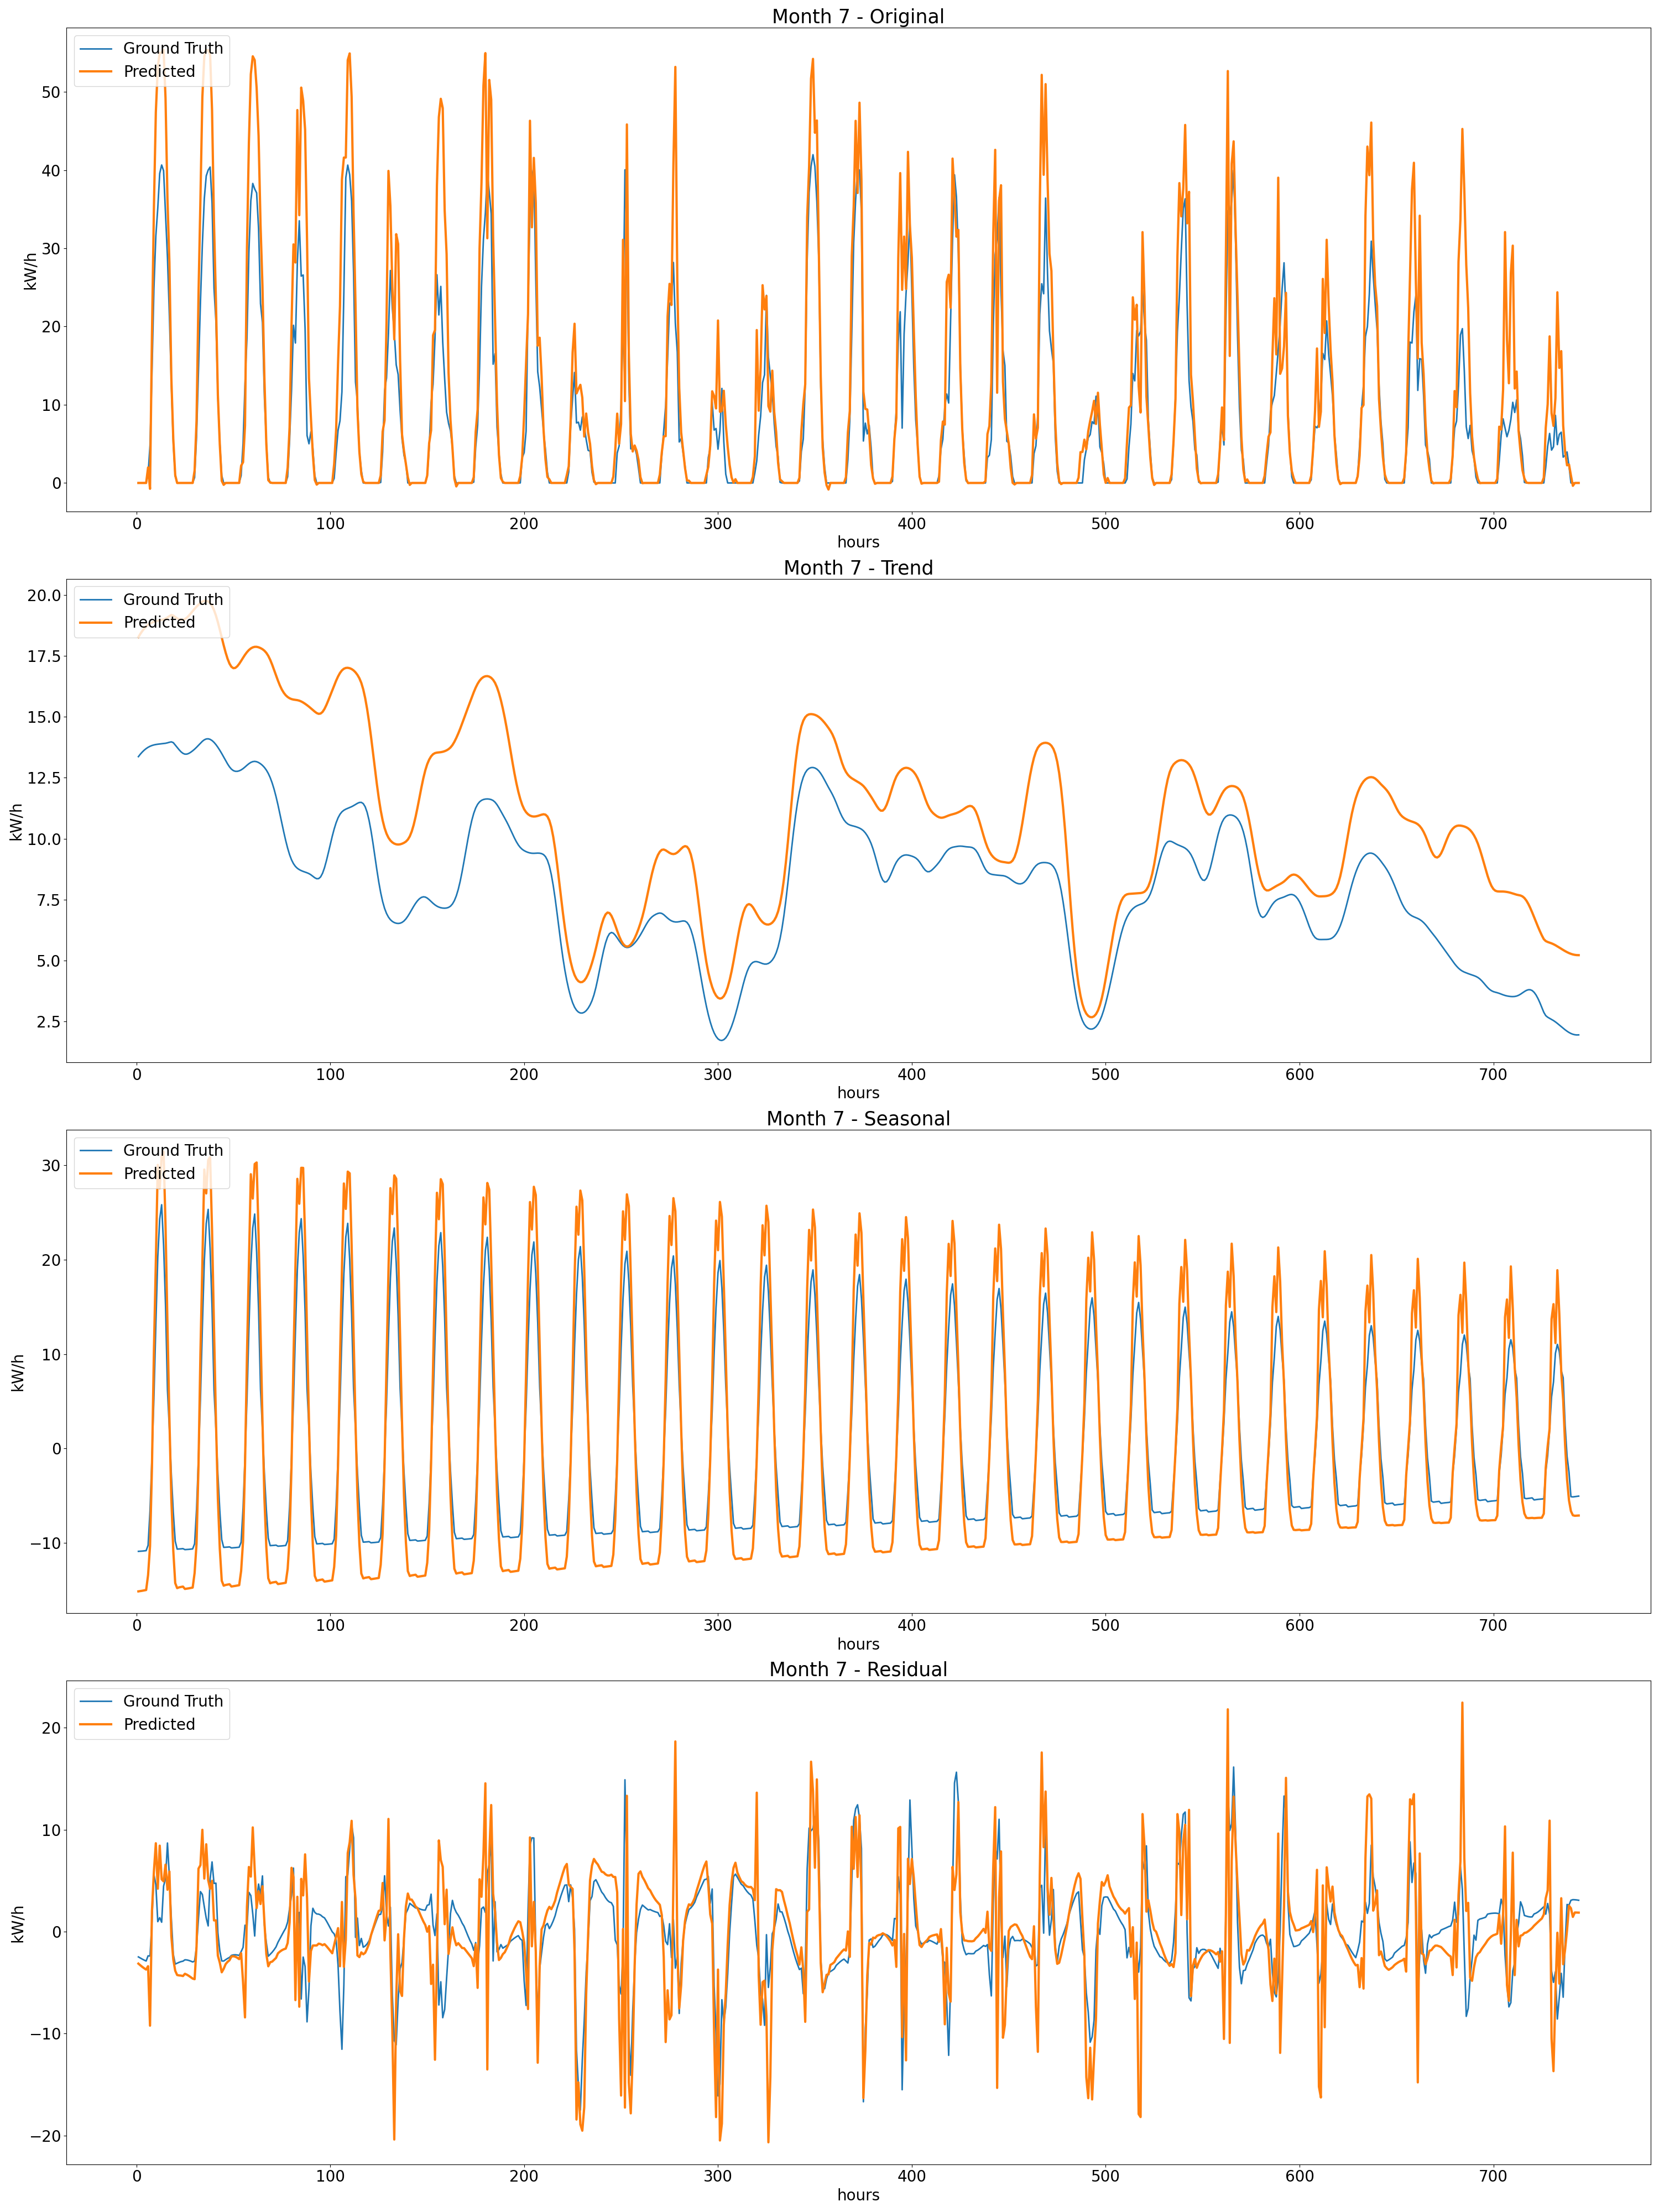 Month 7 - Original
Ground Truth
Predicted
kW/h
50
40
30
20
10
0
0 100 200 300 400 500 600 700
hours
Month 7 - Trend
Ground Truth
Predicted
kW/h
20.0
17.5
15.0
12.5
10.0
7.5
5.0
2.5
0 100 200 300 400 500 600 700
hours
Month 7 - Seasonal
Ground Truth
Predicted
kW/h
30
20
10
0
−10
0 100 200 300 400 500 600 700
hours
Month 7 - Residual
Ground Truth
Predicted
kW/h
20
10
0
−10
−20
0 100 200 300 400 500 600 700
hours